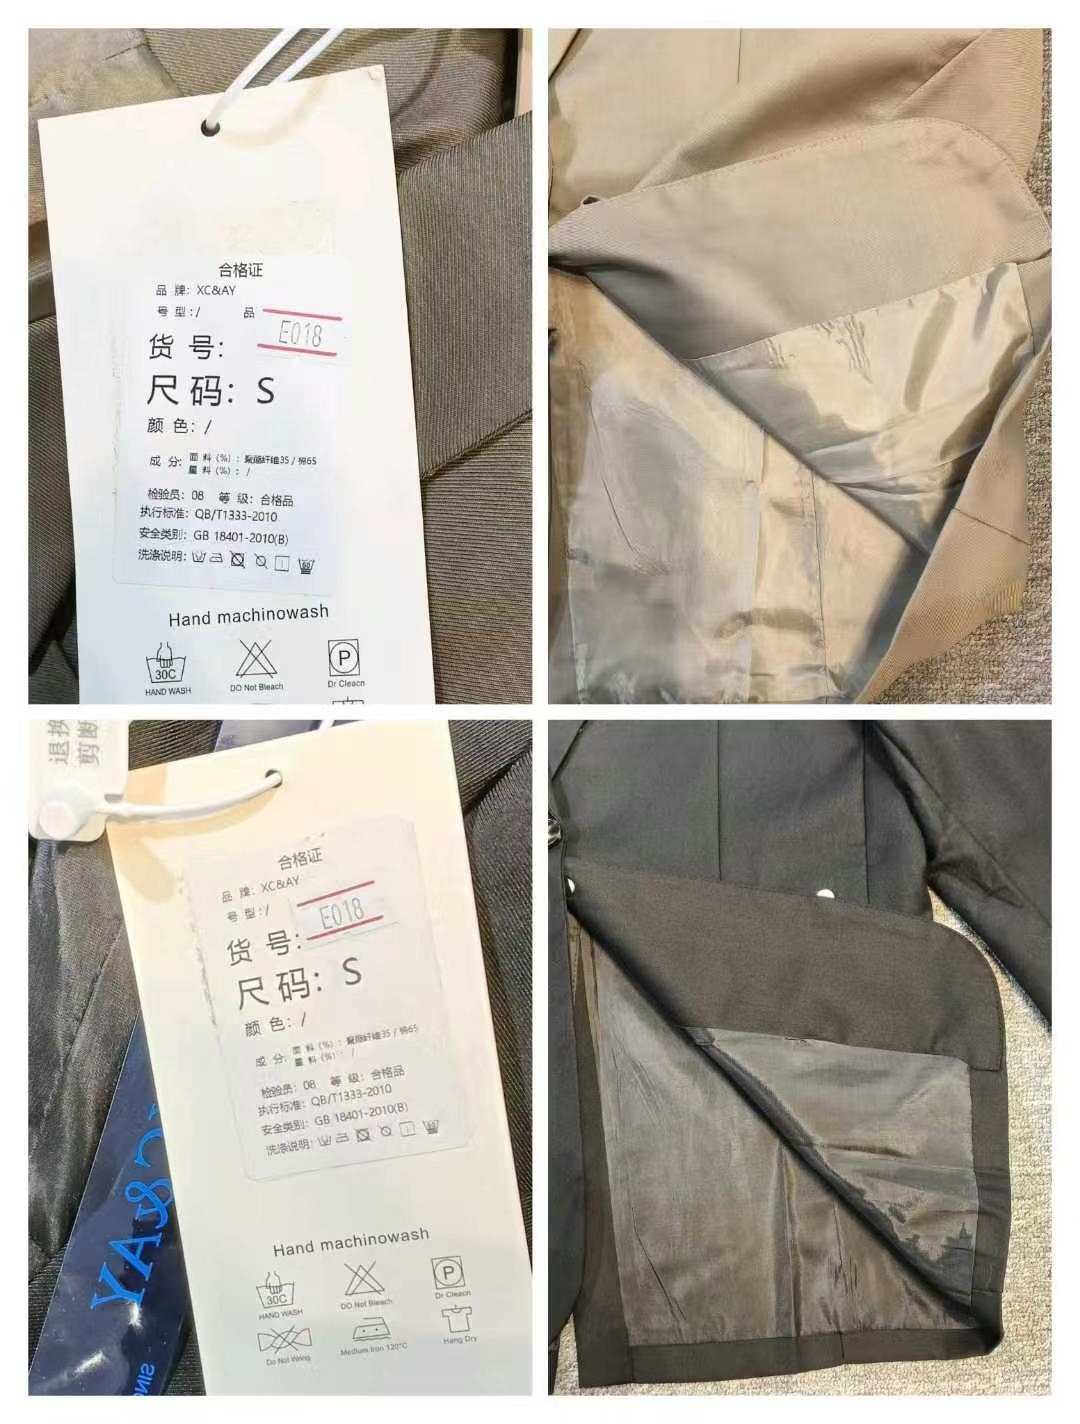 合格证
品 牌：XC&AY
号 型：/ 品
E018
货 号：
尺 码：S
颜 色：/
成 分：
面 料（%）：聚酯纤维35 / 棉65
里 料（%）：/
检验员：08 等 级：合格品
执行标准：QB/T1333-2010
安全类别：GB 18401-2010(B)
洗涤说明：
Hand machinowash
30C
HAND WASH
DO Not Bleach
P
Dr Cleacn
退换
剪断
合格证
品 牌：XC&AY
号 型：/
E018
货 号：
尺 码：S
颜 色：/
成 分：
面 料（%）：聚酯纤维35 / 棉65
里 料（%）：/
检验员：08 等 级：合格品
执行标准：QB/T1333-2010
安全类别：GB 18401-2010(B)
洗涤说明：
Hand machinowash
30C
HAND WASH
DO Not Bleach
P
Dr Cleacn
Do Not Wring
Medium Iron 120°C
Hang Dry